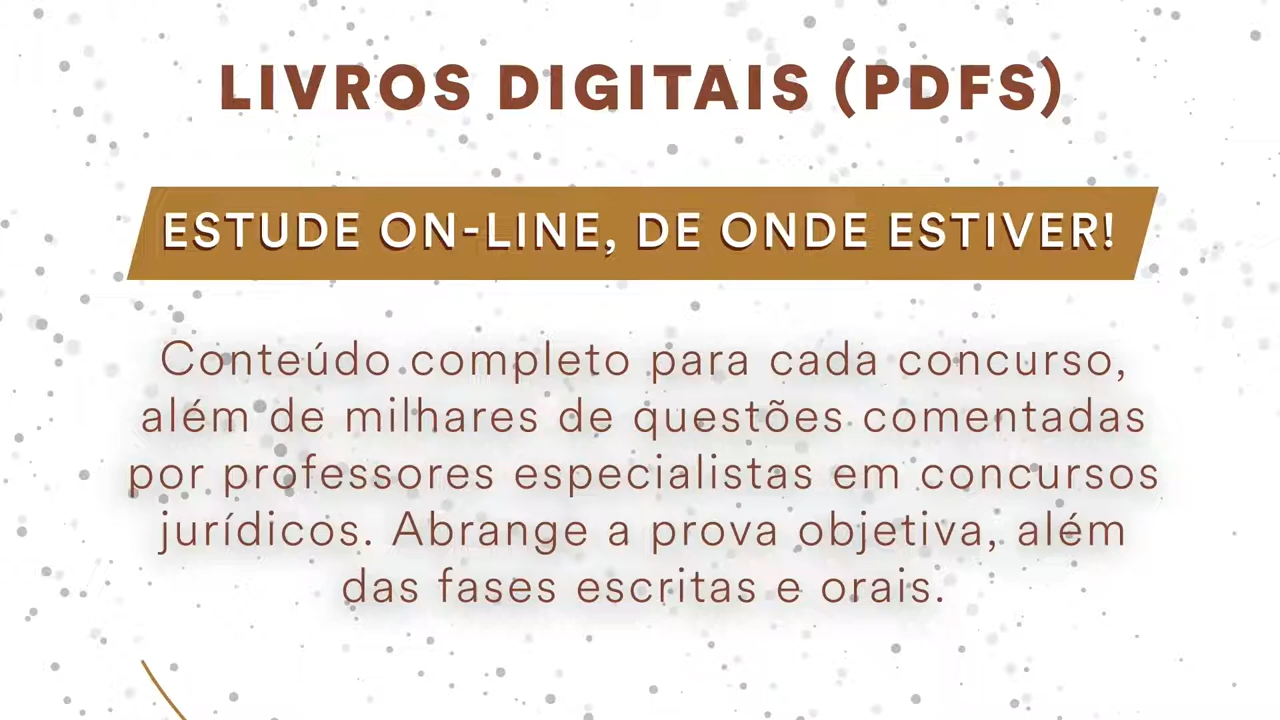 LIVROS DIGITAIS (PDFS)
ESTUDE ON-LINE, DE ONDE ESTIVER!
Conteúdo completo para cada concurso,
além de milhares de questões comentadas
por professores especialistas em concursos
jurídicos. Abrange a prova objetiva, além
das fases escritas e orais.